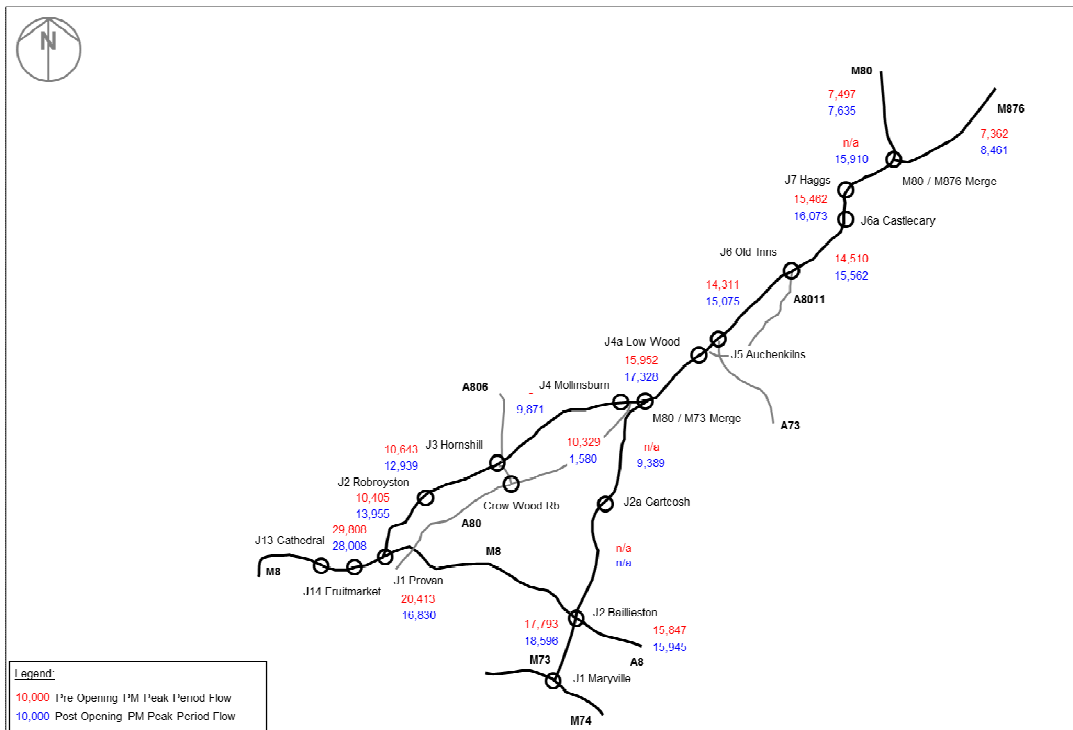 N
M80
7,497
7,635
M876
7,362
8,461
n/a
15,910
M80 / M876 Merge
J7 Haggs
15,462
16,073
J6a Castlecary
J6 Old Inns
14,510
15,562
14,311
15,075
A8011
J4a Low Wood
J5 Auchenkilns
15,952
17,328
A806
J4 Mollinsburn
-
9,871
M80 / M73 Merge
A73
J3 Hornshill
10,329
1,580
n/a
9,389
10,643
12,939
J2 Robroyston
10,405
13,955
Crow Wood Rb
J2a Gartcosh
A80
29,808
28,008
J13 Cathedral
M8
n/a
n/a
M8
J14 Fruitmarket
J1 Provan
20,413
16,830
J2 Baillieston
17,793
18,596
15,847
15,945
M73
A8
J1 Maryville
M74
Legend:
10,000 Pre Opening PM Peak Period Flow
10,000 Post Opening PM Peak Period Flow